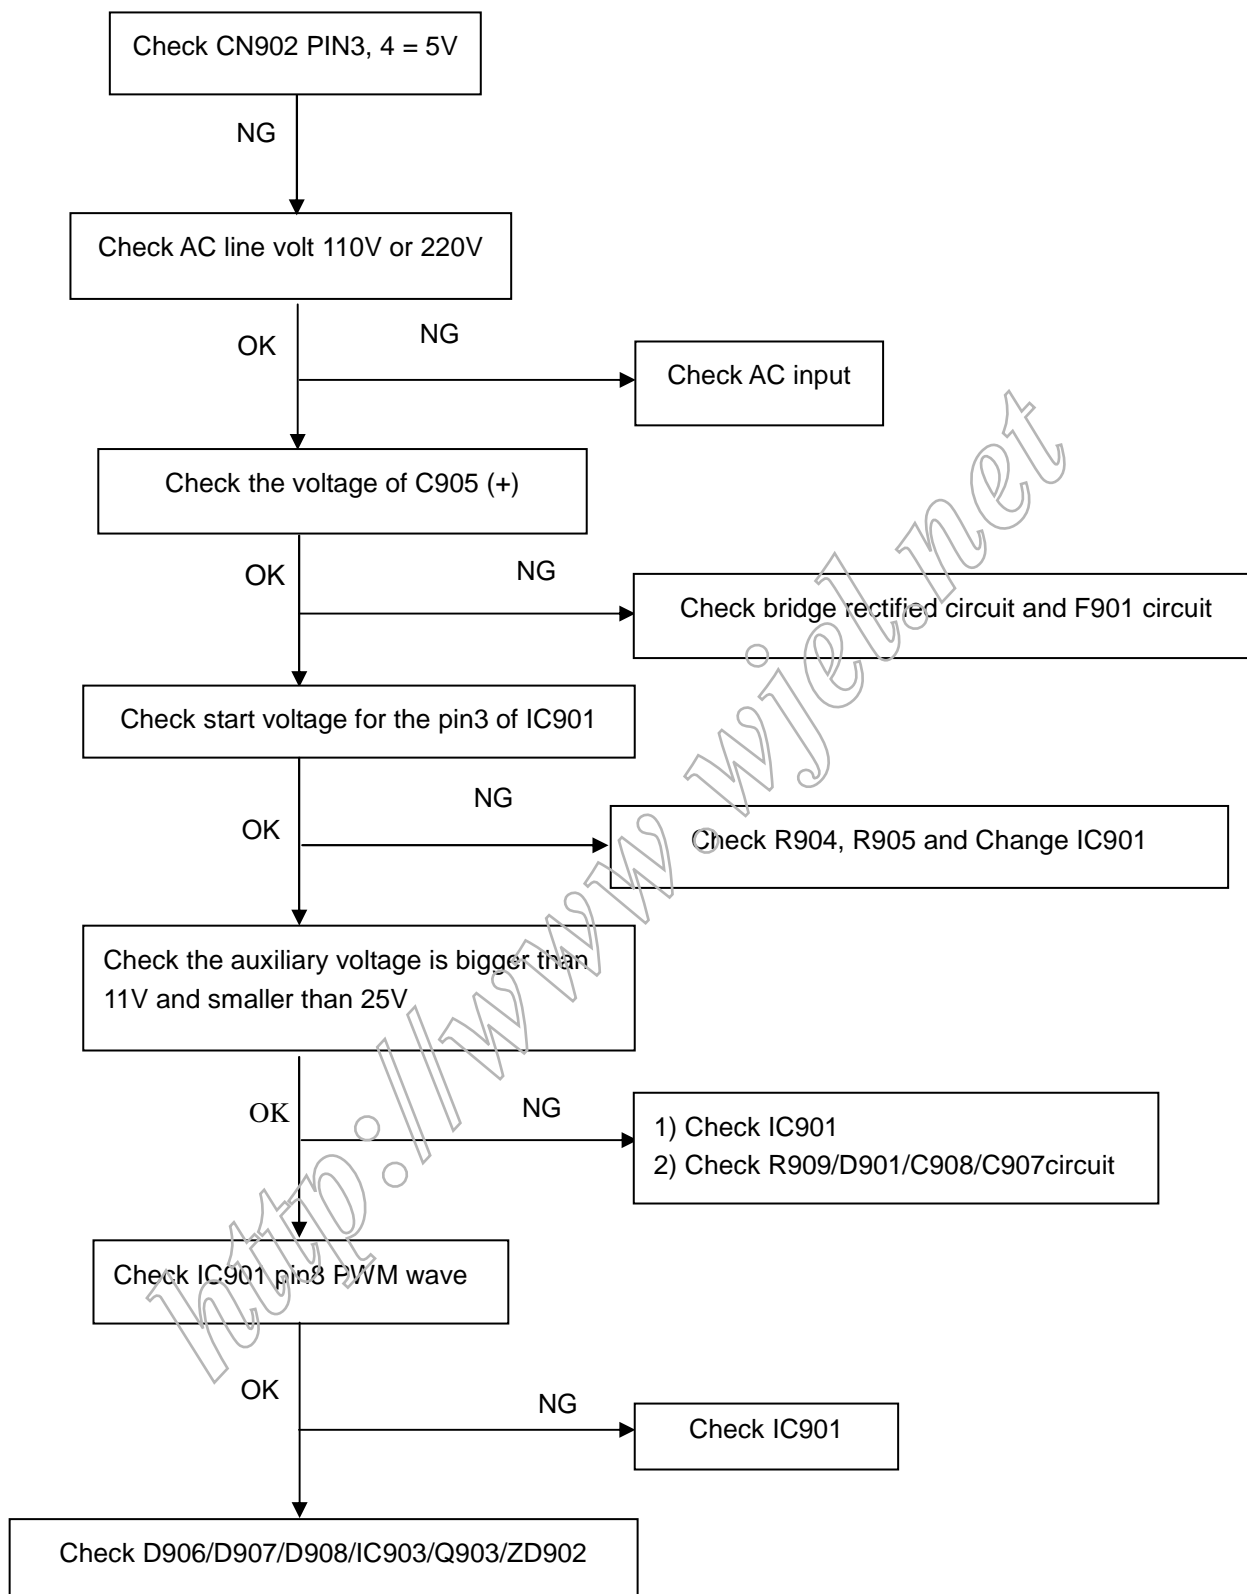 Check CN902 PIN3, 4 = 5V
NG
Check AC line volt 110V or 220V
OK
NG
Check AC input
Check the voltage of C905 (+)
OK
NG
Check bridge rectified circuit and F901 circuit
Check start voltage for the pin3 of IC901
NG
OK
Check R904, R905 and Change IC901
Check the auxiliary voltage is bigger than
11V and smaller than 25V
OK
NG
1) Check IC901
2) Check R909/D901/C908/C907circuit
Check IC901 pin8 PWM wave
OK
NG
Check IC901
Check D906/D907/D908/IC903/Q903/ZD902
http://www.wjel.net